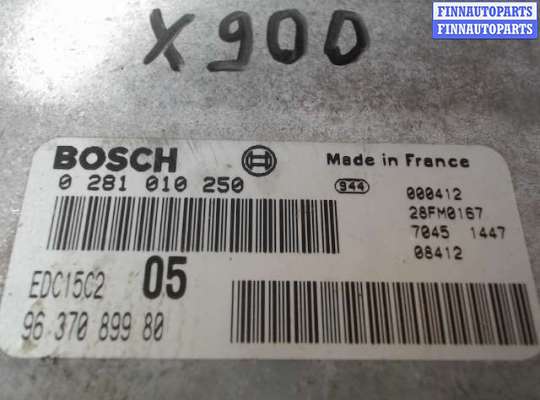 FINNAUTOPARTS
FINNAUTOPARTS
X900
BOSCH
Made in France
0 281 010 250
944
000412
28FM0167
7045 1447
08412
EDC15C2 05
96 370 899 80